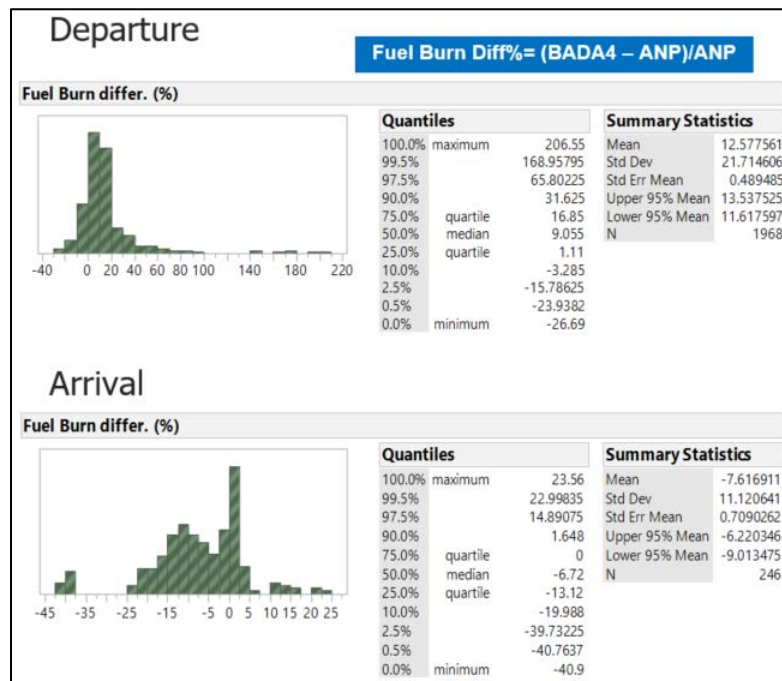 Departure
Fuel Burn Diff%= (BADA4 – ANP)/ANP
Fuel Burn differ. (%)
-40 0 20 40 60 80 100 140 180 220
Quantiles
100.0% maximum 206.55
99.5% 168.95795
97.5% 65.80225
90.0% 31.625
75.0% quartile 16.85
50.0% median 9.055
25.0% quartile 1.11
10.0% -3.285
2.5% -15.78625
0.5% -23.9382
0.0% minimum -26.69
Summary Statistics
Mean 12.577561
Std Dev 21.714606
Std Err Mean 0.489485
Upper 95% Mean 13.537525
Lower 95% Mean 11.617597
N 1968
Arrival
Fuel Burn differ. (%)
-45 -35 -25 -15 -5 0 5 10 15 20 25
Quantiles
100.0% maximum 23.56
99.5% 22.99835
97.5% 14.89075
90.0% 1.648
75.0% quartile 0
50.0% median -6.72
25.0% quartile -13.12
10.0% -19.988
2.5% -39.73225
0.5% -40.7637
0.0% minimum -40.9
Summary Statistics
Mean -7.616911
Std Dev 11.120641
Std Err Mean 0.7090262
Upper 95% Mean -6.220346
Lower 95% Mean -9.013475
N 246